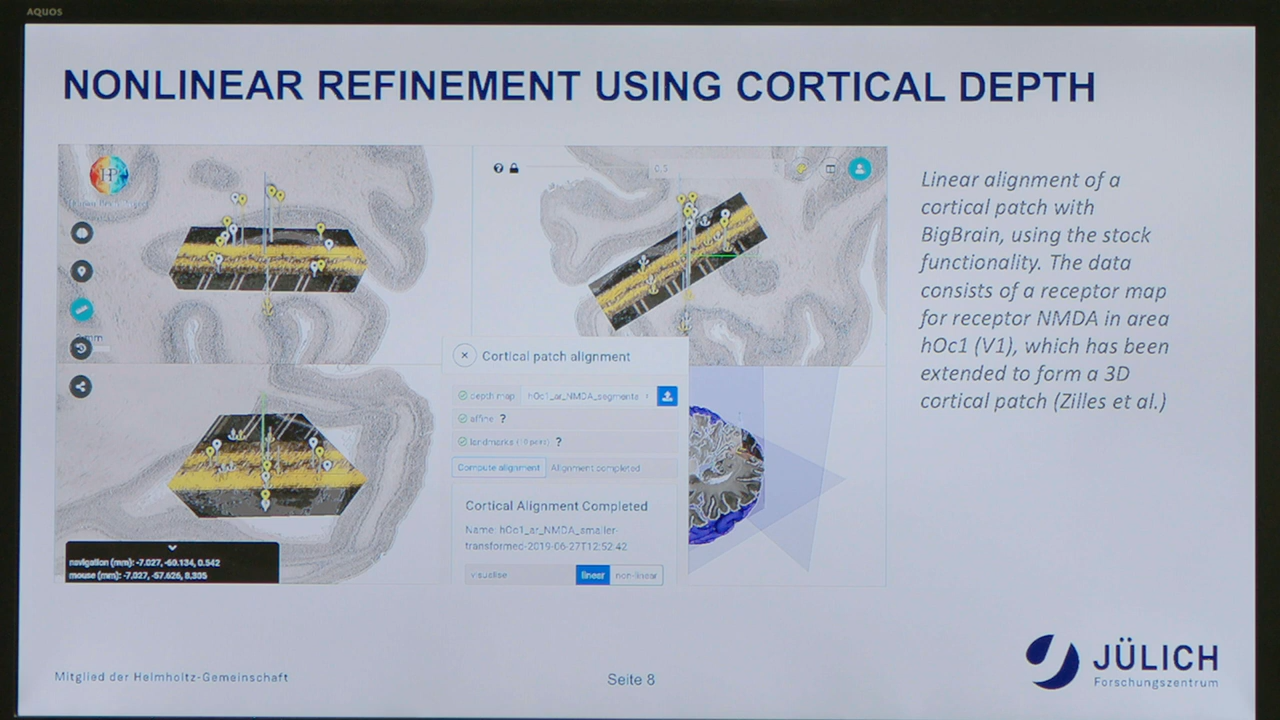 AQUOS
NONLINEAR REFINEMENT USING CORTICAL DEPTH
0.5
Linear alignment of a
cortical patch with
BigBrain, using the stock
functionality. The data
consists of a receptor map
for receptor NMDA in area
hOc1 (V1), which has been
extended to form a 3D
cortical patch (Zilles et al.)
Cortical patch alignment
depth map hOc1_ar_NMDA_segments
affine ?
landmarks ?
Compute alignment Alignment completed
Cortical Alignment Completed
Name: hOc1_ar_NMDA_smaller-
transformed-2019-06-27T12:52:42
visualise linear non-linear
navigation (mm): -7.027, -60.134, 0.542
mouse (mm): -7.027, -57.626, 8.395
Mitglied der Helmholtz-Gemeinschaft
Seite 8
JÜLICH
Forschungszentrum